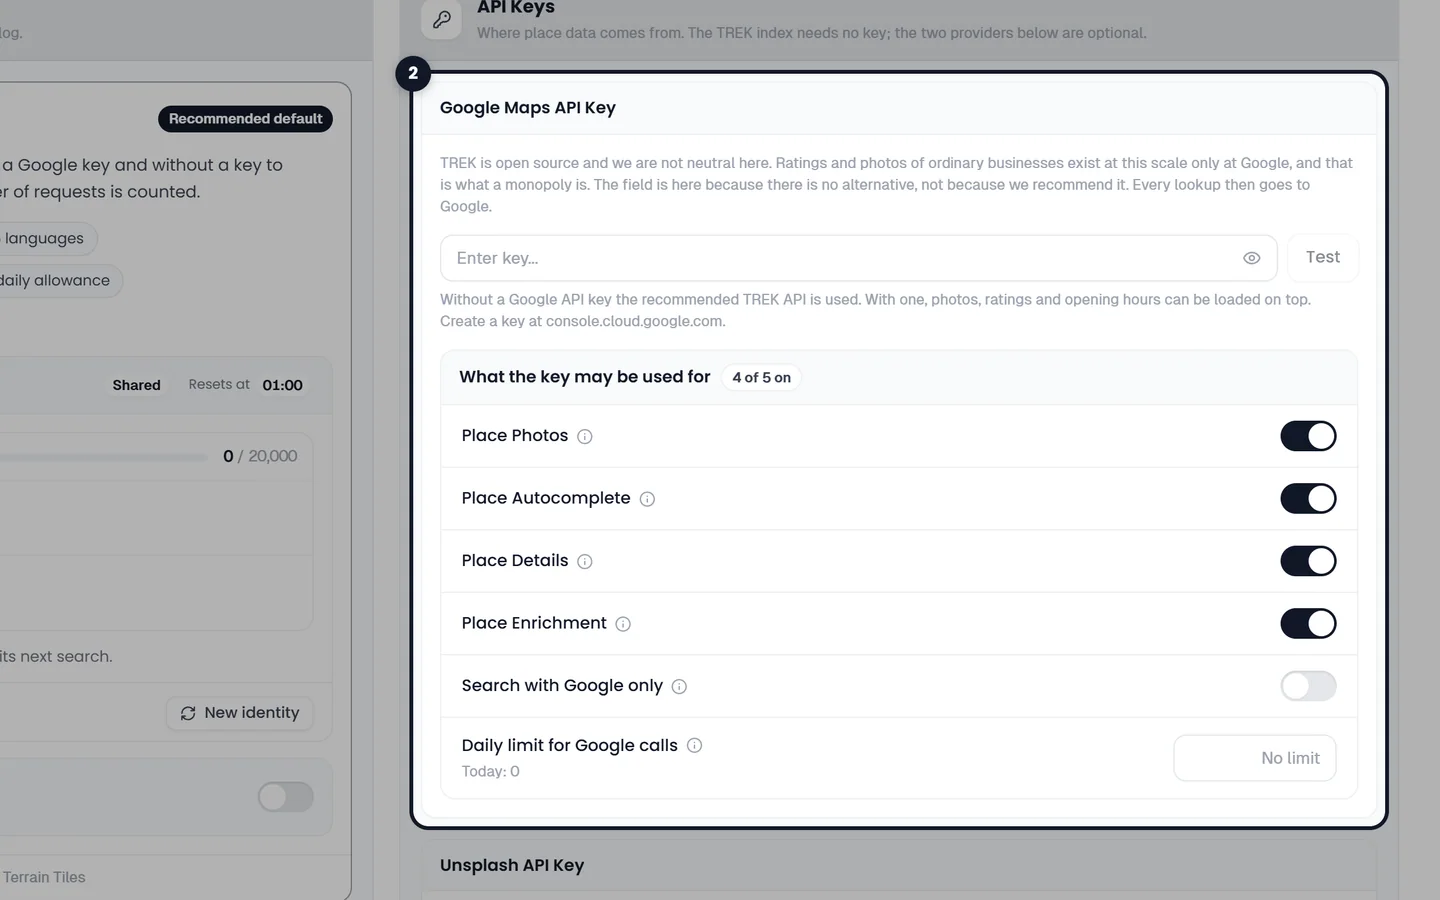 log.
Recommended default
a Google key and without a key to
er of requests is counted.
languages
daily allowance
Shared
Resets at 01:00
0 / 20,000
its next search.
New identity
Terrain Tiles
API Keys
Where place data comes from. The TREK index needs no key; the two providers below are optional.
2
Google Maps API Key
TREK is open source and we are not neutral here. Ratings and photos of ordinary businesses exist at this scale only at Google, and that
is what a monopoly is. The field is here because there is no alternative, not because we recommend it. Every lookup then goes to
Google.
Enter key...
Test
Without a Google API key the recommended TREK API is used. With one, photos, ratings and opening hours can be loaded on top.
Create a key at console.cloud.google.com.
What the key may be used for
4 of 5 on
Place Photos
Place Autocomplete
Place Details
Place Enrichment
Search with Google only
Daily limit for Google calls
Today: 0
No limit
Unsplash API Key